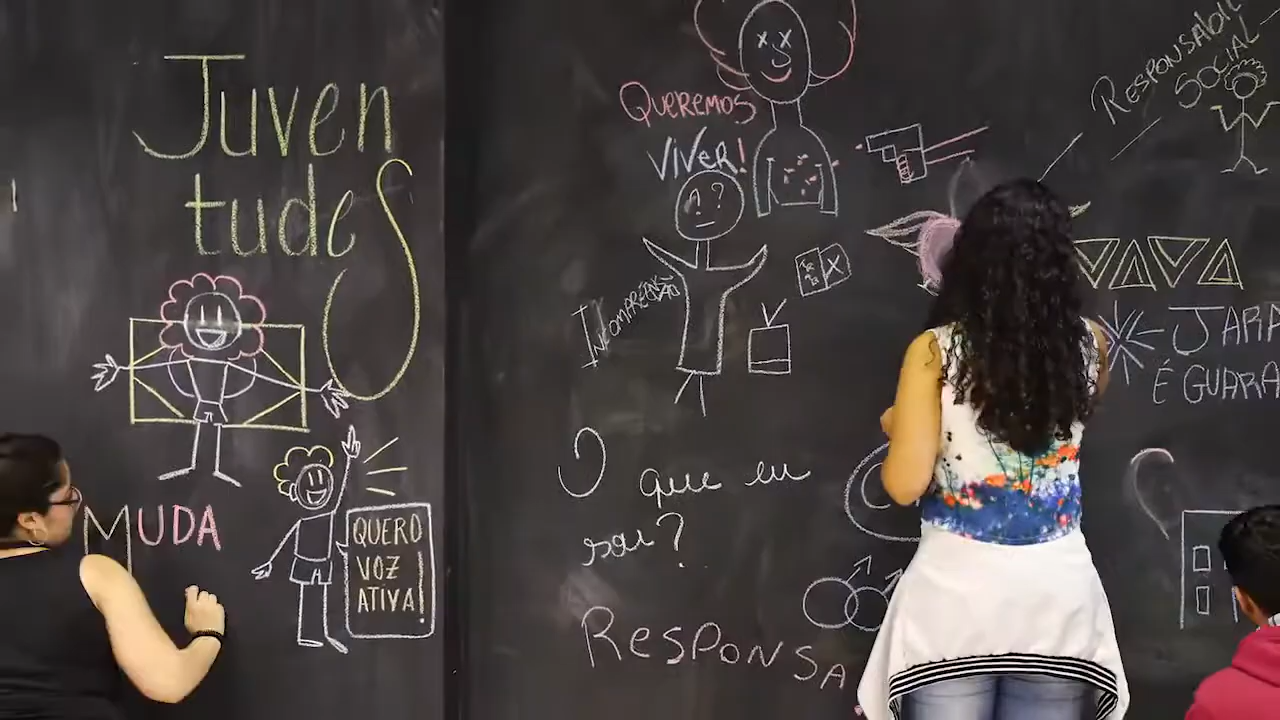 Juven
tudes
MUDA
QUERO
VOZ
ATIVA!
QUEREMOS
VIVER!
INCOMPREENSÃO
O que eu
sou?
RESPONSA
RESPONSABIL
SOCIAL
JARA
É GUARA